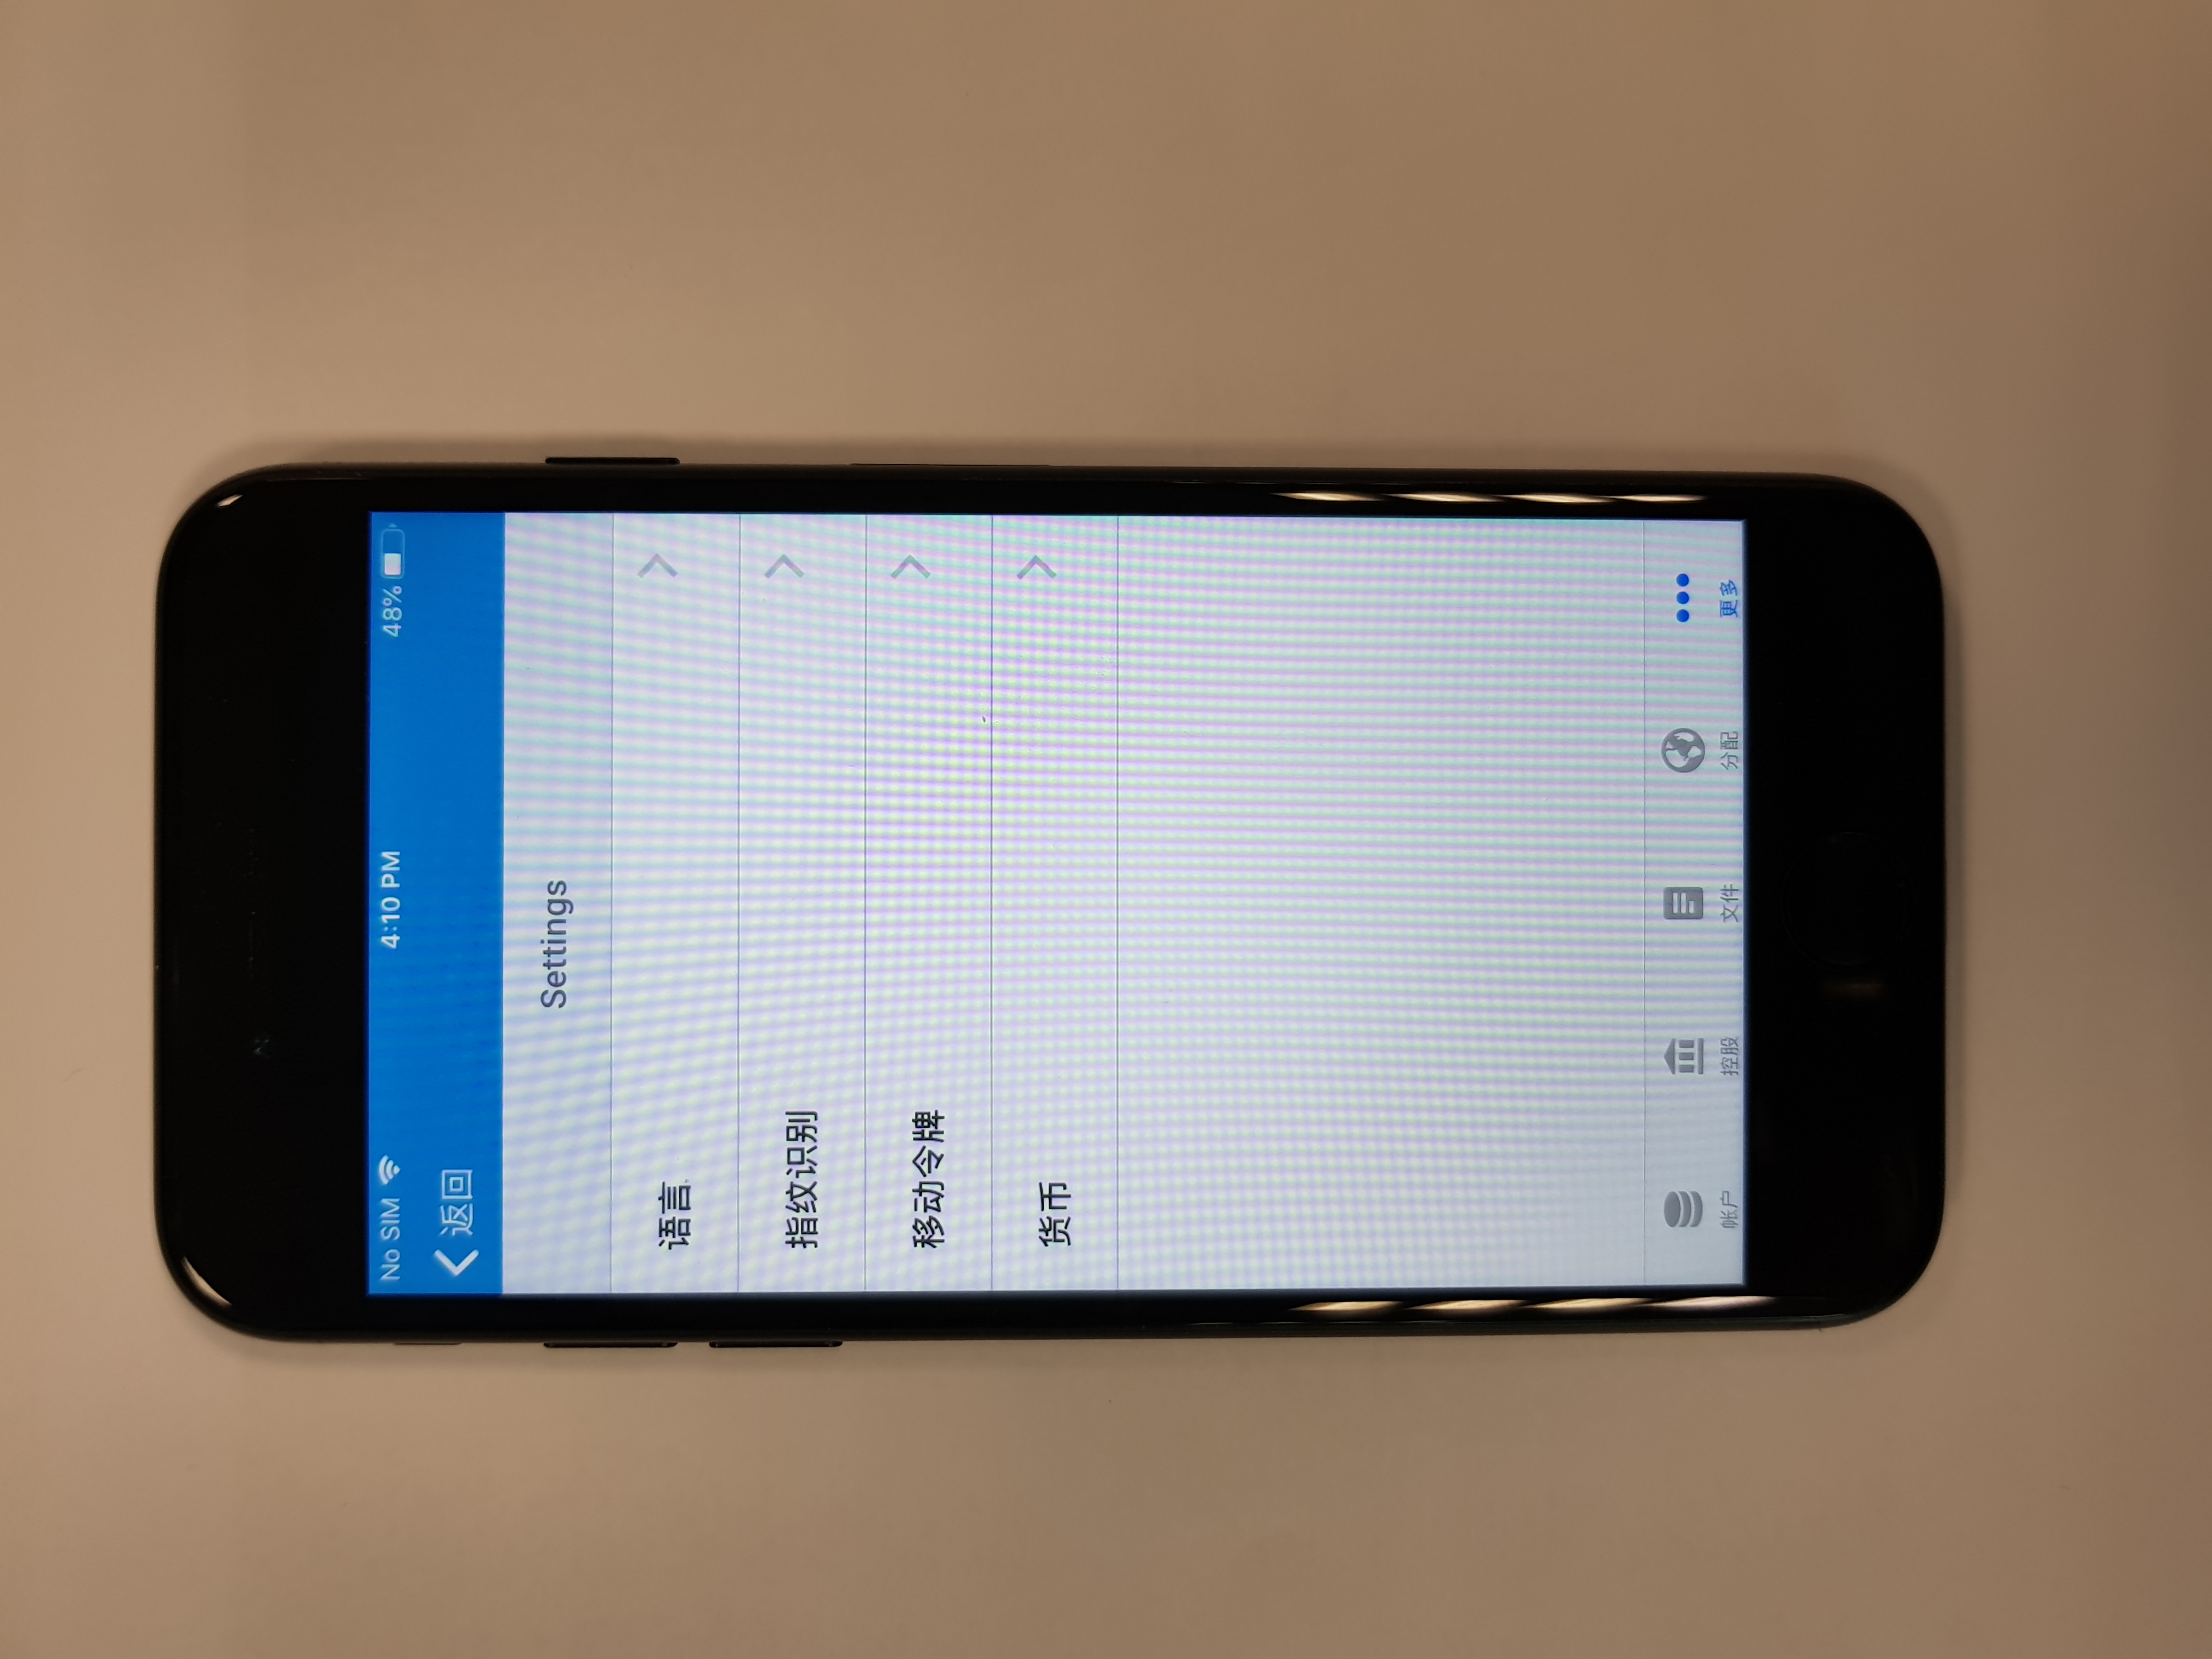 No SIM 4:10 PM 48%
返回
Settings
语言
指纹识别
移动令牌
货币
帐户 控股 文件 分配 更多